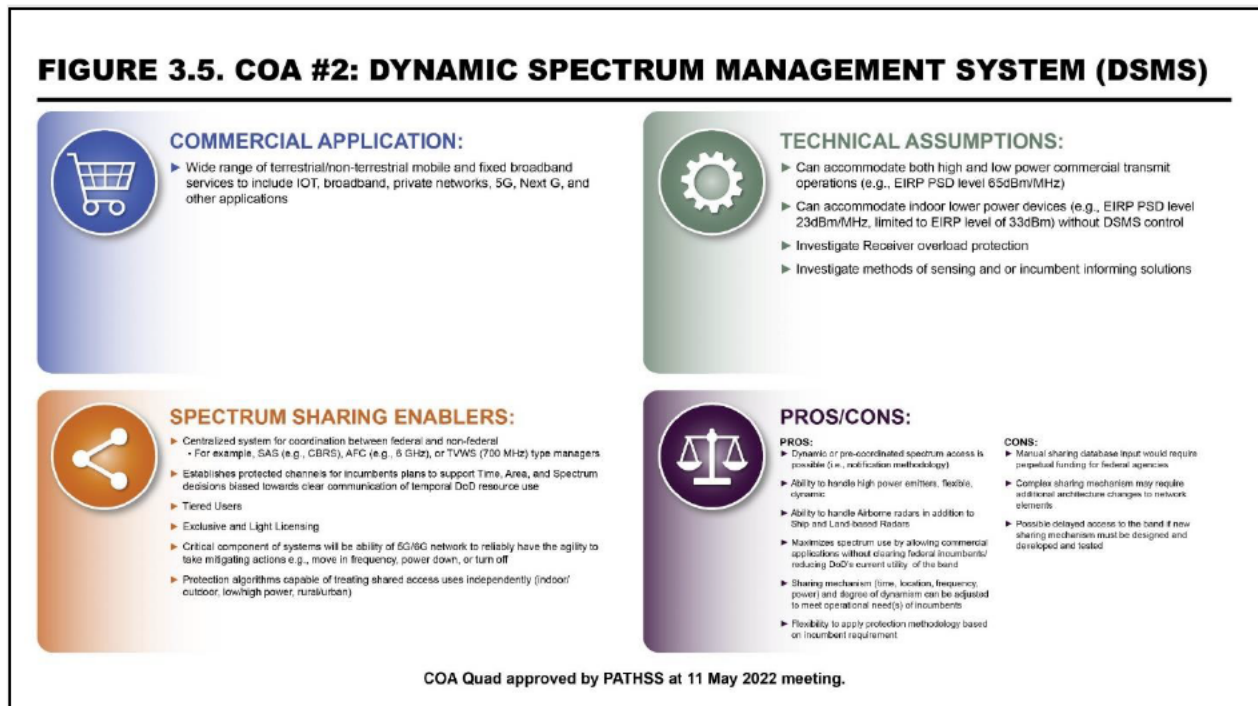 FIGURE 3.5. COA #2: DYNAMIC SPECTRUM MANAGEMENT SYSTEM (DSMS)
COMMERCIAL APPLICATION:
► Wide range of terrestrial/non-terrestrial mobile and fixed broadband
services to include IOT, broadband, private networks, 5G, Next G, and
other applications
TECHNICAL ASSUMPTIONS:
► Can accommodate both high and low power commercial transmit
operations (e.g., EIRP PSD level 65dBm/MHz)
► Can accommodate indoor lower power devices (e.g., EIRP PSD level
23dBm/MHz, limited to EIRP level of 33dBm) without DSMS control
► Investigate Receiver overload protection
► Investigate methods of sensing and or incumbent informing solutions
SPECTRUM SHARING ENABLERS:
► Centralized system for coordination between federal and non-federal
• For example, SAS (e.g., CBRS), AFC (e.g., 6 GHz), or TVWS (700 MHz) type managers
► Establishes protected channels for incumbents plans to support Time, Area, and Spectrum
decisions biased towards clear communication of temporal DoD resource use
► Tiered Users
► Exclusive and Light Licensing
► Critical component of systems will be ability of 5G/6G network to reliably have the agility to
take mitigating actions e.g., move in frequency, power down, or turn off
► Protection algorithms capable of treating shared access uses independently (indoor/
outdoor, low/high power, rural/urban)
PROS/CONS:
PROS:
► Dynamic or pre-coordinated spectrum access is
possible (i.e., notification methodology)
► Ability to handle high power emitters, flexible,
dynamic
► Ability to handle Airborne radars in addition to
Ship and Land-based Radars
► Maximizes spectrum use by allowing commercial
applications without clearing federal incumbents/
reducing DoD's current utility of the band
► Sharing mechanism (time, location, frequency,
power) and degree of dynamism can be adjusted
to meet operational need(s) of incumbents
► Flexibility to apply protection methodology based
on incumbent requirement
CONS:
► Manual sharing database input would require
perpetual funding for federal agencies
► Complex sharing mechanism may require
additional architecture changes to network
elements
► Possible delayed access to the band if new
sharing mechanism must be designed and
developed and tested
COA Quad approved by PATHSS at 11 May 2022 meeting.